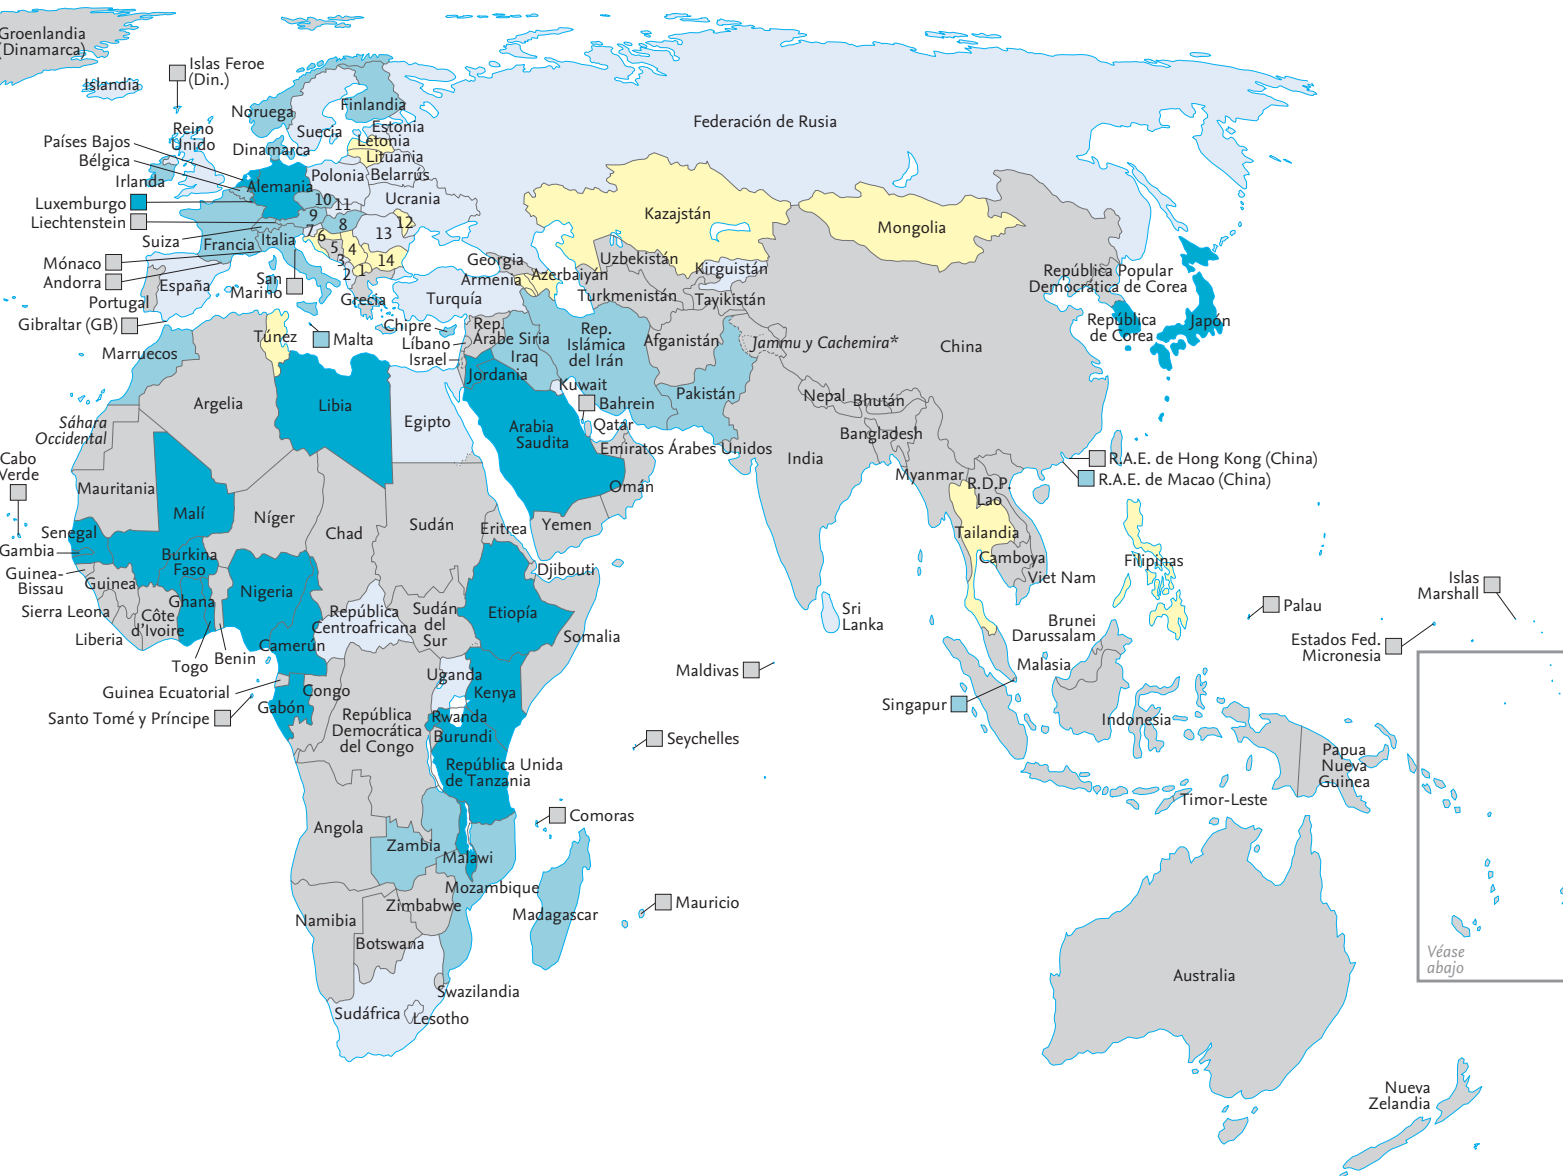 Groenlandia
(Dinamarca)
Islas Feroe
(Din.)
Islandia
Noruega
Finlandia
Reino
Unido
Suecia
Estonia
Letonia
Lituania
Países Bajos
Bélgica
Dinamarca
Irlanda
Alemania
Polonia
Belarrús
Luxemburgo
Liechtenstein
Ucrania
10
11
9
8
12
7
6
13
5
4
14
3
2
1
Suiza
Francia
Italia
Mónaco
Andorra
España
San
Marino
Portugal
Grecia
Gibraltar (GB)
Georgia
Armenia
Azerbaiyán
Turquía
Federación de Rusia
Kazajstán
Mongolia
Uzbekistán
Kirguistán
Turkmenistán
Tayikistán
República Popular
Democrática de Corea
República
de Corea
Japón
Túnez
Malta
Chipre
Líbano
Israel
Rep.
Árabe Siria
Iraq
Rep.
Islámica
del Irán
Afganistán
Jammu y Cachemira*
China
Marruecos
Jordania
Kuwait
Bahrein
Pakistán
Nepal
Bhután
Argelia
Libia
Egipto
Arabia
Saudita
Qatar
Emiratos Árabes Unidos
Bangladesh
India
Sáhara
Occidental
Cabo
Verde
R.A.E. de Hong Kong (China)
R.A.E. de Macao (China)
Myanmar
R.D.P.
Lao
Mauritania
Omán
Malí
Níger
Chad
Sudán
Eritrea
Yemen
Tailandia
Senegal
Gambia
Burkina
Faso
Djibouti
Camboya
Viet Nam
Filipinas
Guinea-
Bissau
Guinea
Nigeria
Ghana
Sierra Leona
Côte
d'Ivoire
República
Centroafricana
Sudán
del
Sur
Etiopía
Sri
Lanka
Islas
Marshall
Palau
Liberia
Togo
Benin
Camerún
Somalia
Brunei
Darussalam
Estados Fed.
Micronesia
Uganda
Kenya
Maldivas
Malasia
Guinea Ecuatorial
Congo
Gabón
Santo Tomé y Príncipe
Singapur
República
Democrática
del Congo
Rwanda
Burundi
Indonesia
Seychelles
República Unida
de Tanzanía
Papua
Nueva
Guinea
Timor-Leste
Angola
Comoras
Zambia
Malawi
Mozambique
Zimbabwe
Madagascar
Mauricio
Namibia
Botswana
Véase
abajo
Australia
Swazilandia
Sudáfrica
Lesotho
Nueva
Zelandia